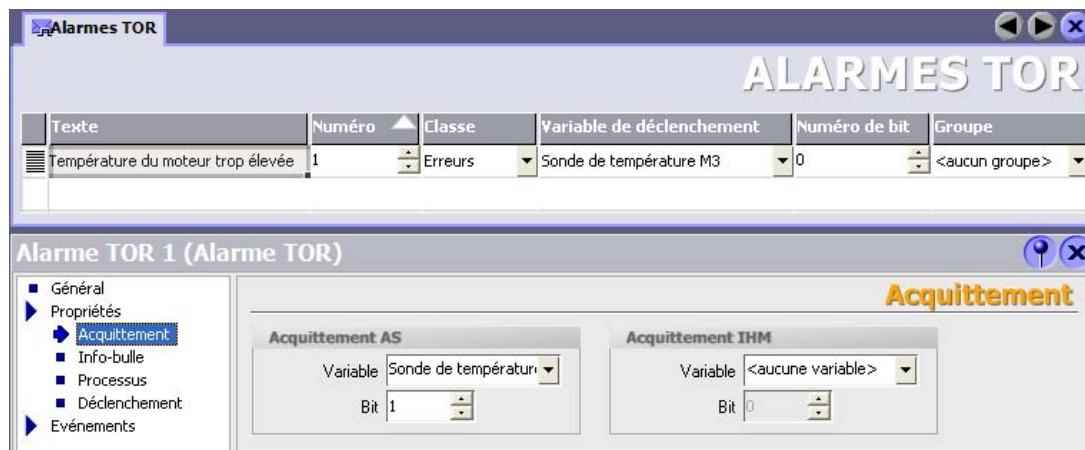 Alarmes TOR
ALARMES TOR
Texte Numéro Classe Variable de déclenchement Numéro de bit Groupe
Température du moteur trop élevée 1 Erreurs Sonde de température M3 0 <aucun groupe>
Alarme TOR 1 (Alarme TOR)
Général
Propriétés
Acquittement
Info-bulle
Processus
Déclenchement
Evénements
Acquittement
Acquittement AS
Variable Sonde de températur
Bit 1
Acquittement IHM
Variable <aucune variable>
Bit 0